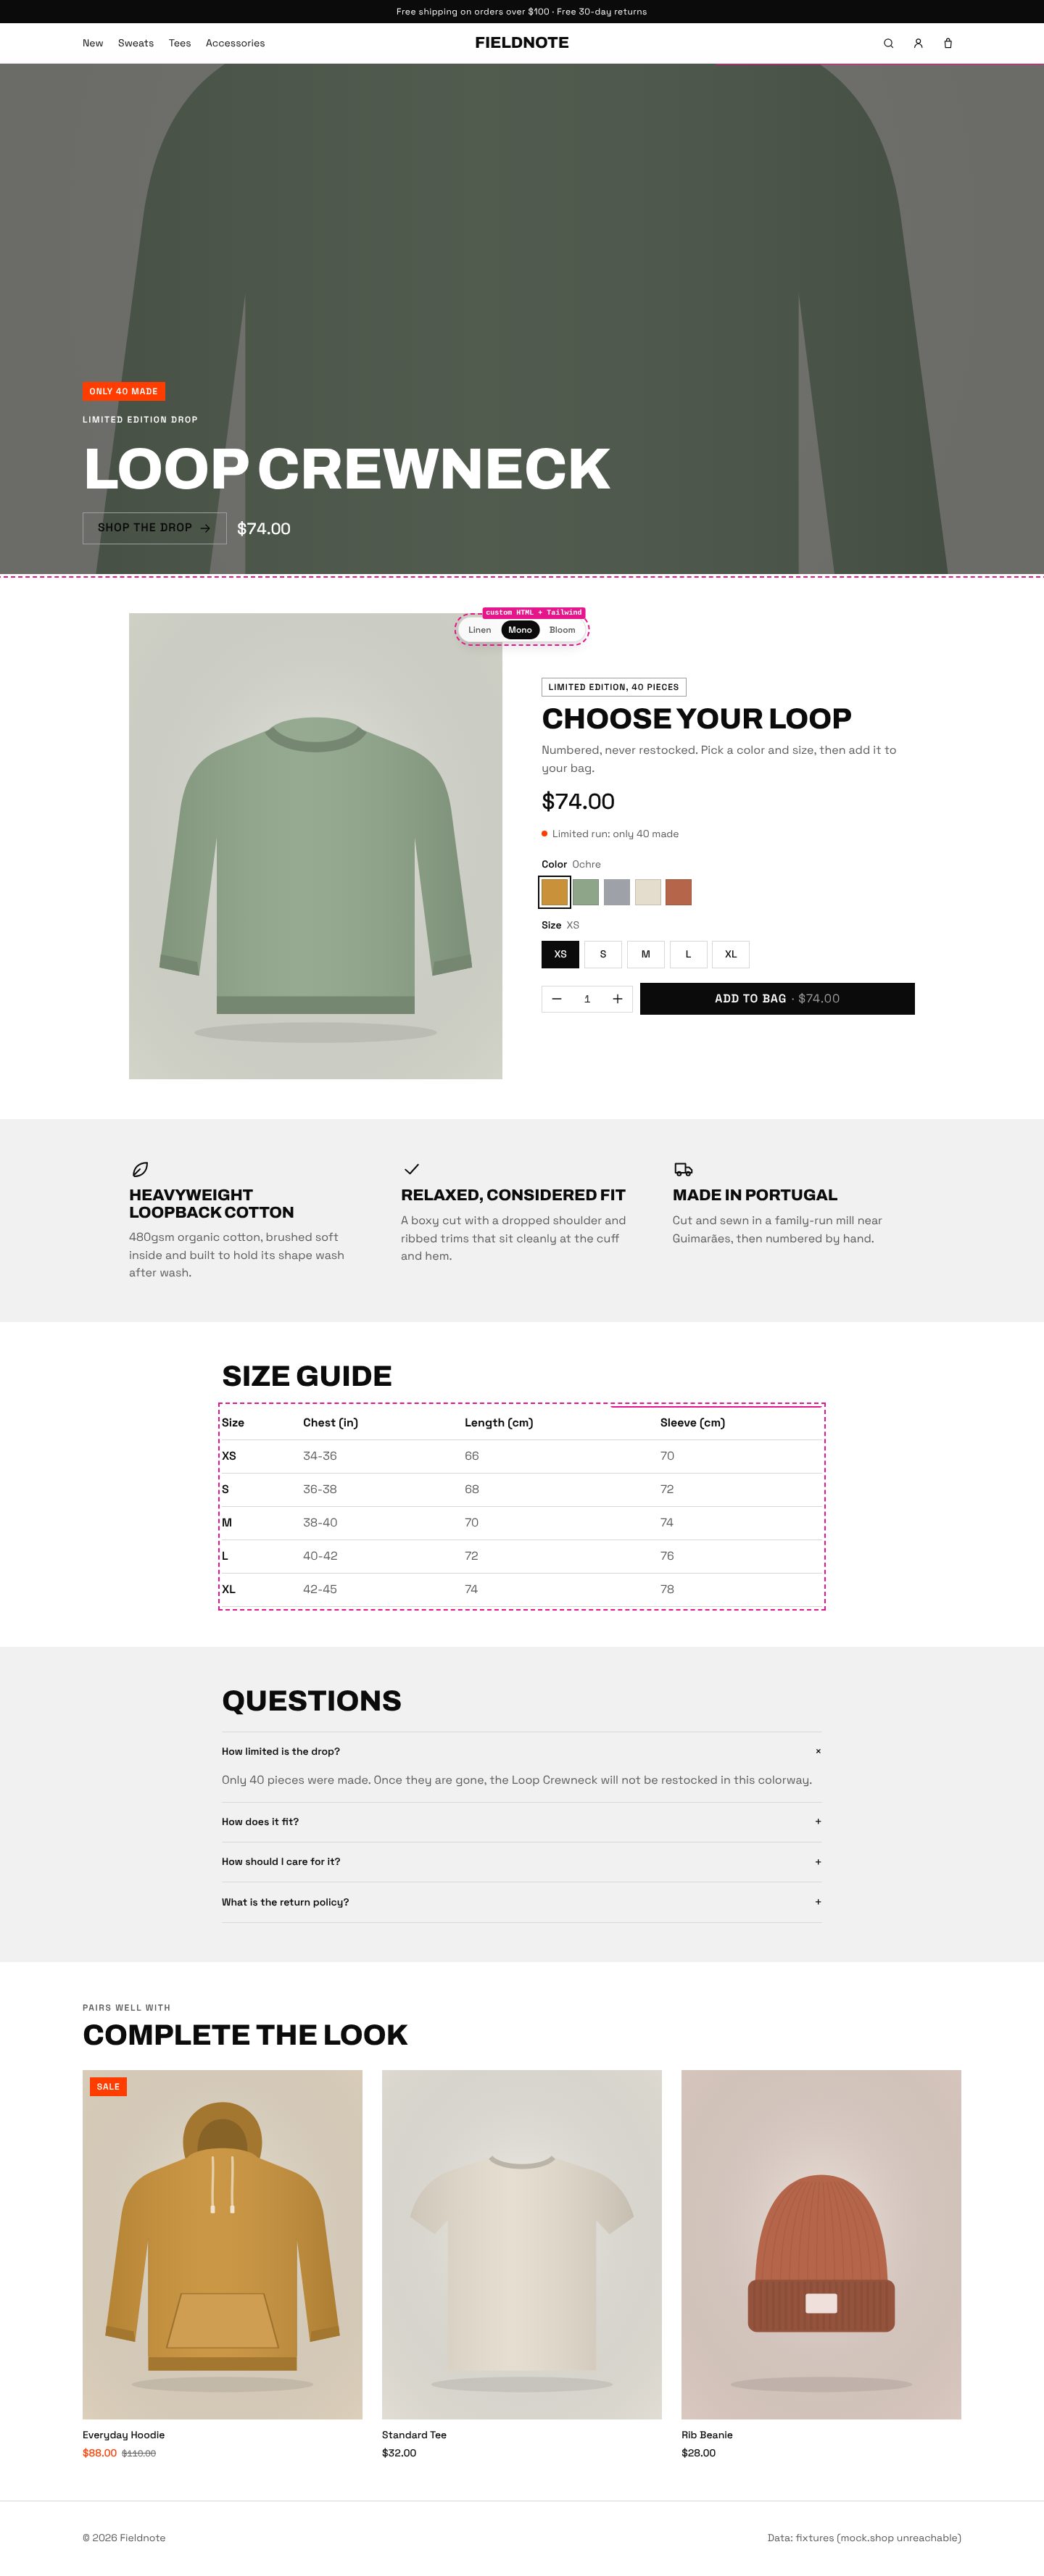 Free shipping on orders over $100 · Free 30-day returns
New Sweats Tees Accessories FIELDNOTE
ONLY 40 MADE
LIMITED EDITION DROP
LOOP CREWNECK
SHOP THE DROP → $74.00
custom HTML + Tailwind
Linen Mono Bloom
LIMITED EDITION, 40 PIECES
CHOOSE YOUR LOOP
Numbered, never restocked. Pick a color and size, then add it to
your bag.
$74.00
Limited run: only 40 made
Color Ochre
Size XS
XS S M L XL
− 1 + ADD TO BAG · $74.00
HEAVYWEIGHT
LOOPBACK COTTON
480gsm organic cotton, brushed soft
inside and built to hold its shape wash
after wash.
RELAXED, CONSIDERED FIT
A boxy cut with a dropped shoulder and
ribbed trims that sit cleanly at the cuff
and hem.
MADE IN PORTUGAL
Cut and sewn in a family-run mill near
Guimarães, then numbered by hand.
SIZE GUIDE
Size Chest (in) Length (cm) Sleeve (cm)
XS 34-36 66 70
S 36-38 68 72
M 38-40 70 74
L 40-42 72 76
XL 42-45 74 78
QUESTIONS
How limited is the drop? ×
Only 40 pieces were made. Once they are gone, the Loop Crewneck will not be restocked in this colorway.
How does it fit? +
How should I care for it? +
What is the return policy? +
PAIRS WELL WITH
COMPLETE THE LOOK
SALE
Everyday Hoodie
$88.00 $110.00
Standard Tee
$32.00
Rib Beanie
$28.00
© 2026 Fieldnote Data: fixtures (mock.shop unreachable)